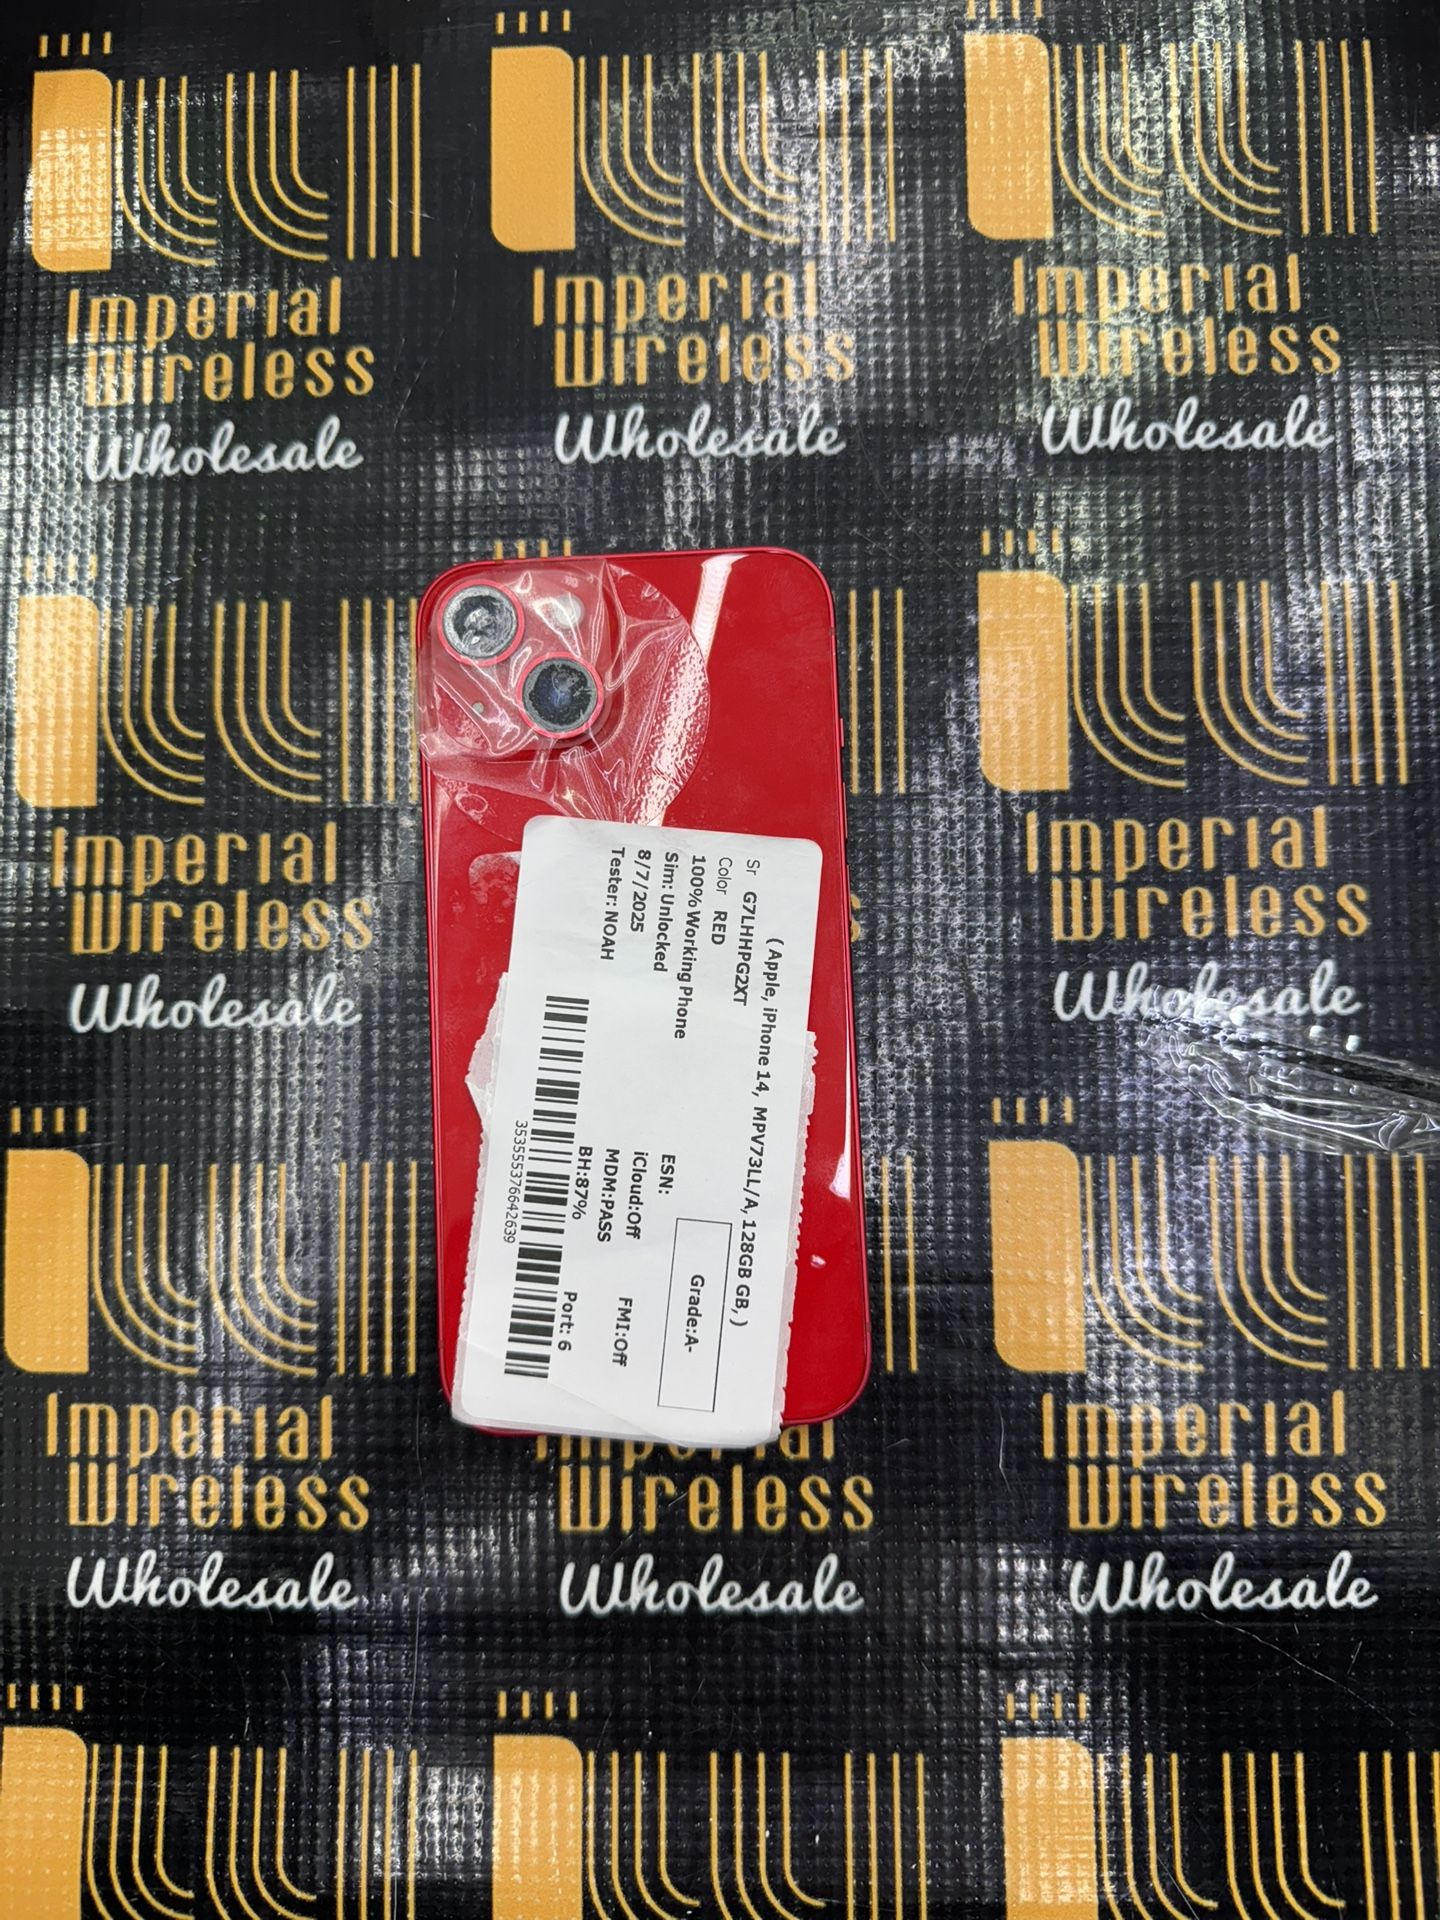 Imperial
Wireless
Wholesale
Imperial
Wireless
Wholesale
Imperial
Wireless
Wholesale
Imperial
Wireless
Wholesale
Imperial
Wireless
Wholesale
(Apple, iPhone 14, MPV73LL/A, 128GB GB, )
Sr G7LHHPG2XT
Color RED
100% Working Phone
Sim: Unlocked
8/7/2025
Tester: NOAH
Grade:A-
ESN:
iCloud:Off
FMI:Off
MDM:PASS
BH:87%
Port: 6
353555376642639
Imperial
Wireless
Wholesale
Imperial
Wireless
Wholesale
Imperial
Wireless
Wholesale